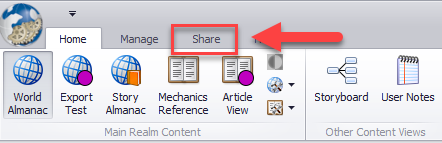 Home Manage Share
World Almanac
Export Test
Story Almanac
Mechanics Reference
Article View
Storyboard
User Notes
Main Realm Content
Other Content Views